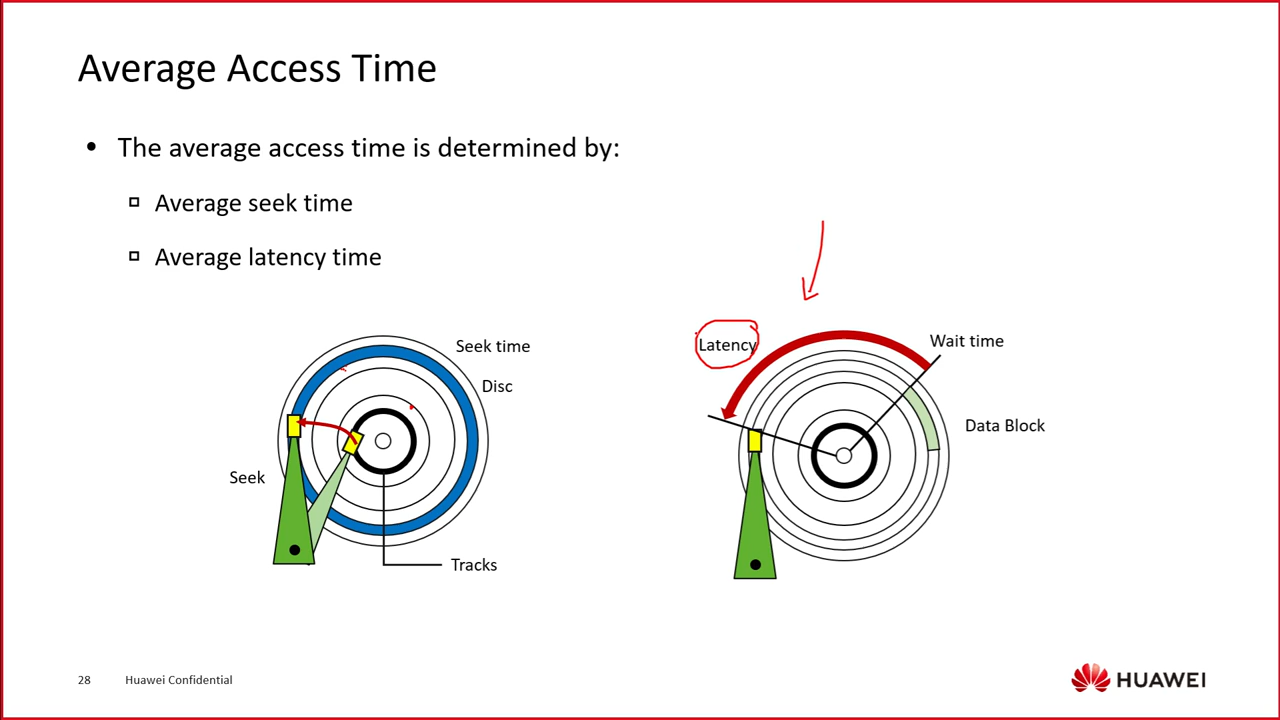 Average Access Time
• The average access time is determined by:
Average seek time
Average latency time
Seek time
Disc
Seek
Tracks
Latency
Wait time
Data Block
28 Huawei Confidential
HUAWEI